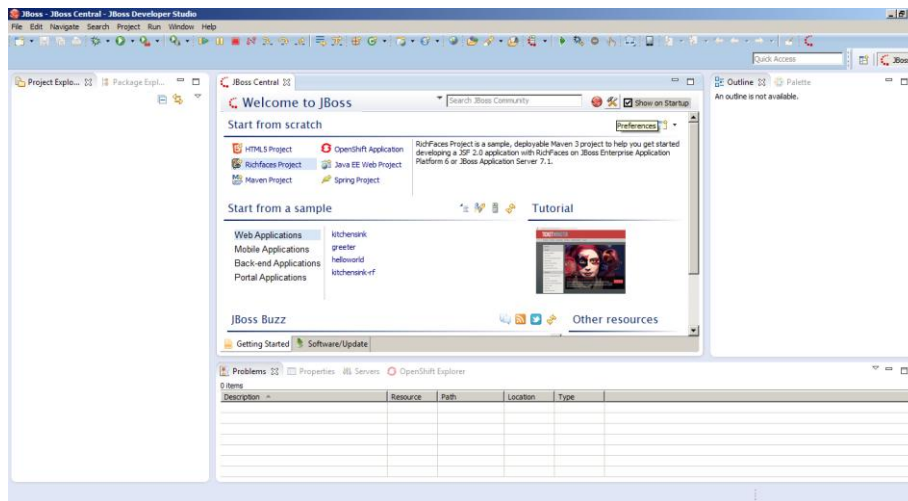 JBoss - JBoss Central - JBoss Developer Studio
File Edit Navigate Search Project Run Window Help
Quick Access
JBoss
Project Explo...
Package Expl...
JBoss Central
Outline
Palette
An outline is not available.
Welcome to JBoss
Search JBoss Community
Show on Startup
Start from scratch
Preferences
HTML5 Project
OpenShift Application
Richfaces Project
Java EE Web Project
Maven Project
Spring Project
RichFaces Project is a sample, deployable Maven 3 project to help you get started
developing a JSF 2.0 application with RichFaces on JBoss Enterprise Application
Platform 6 or JBoss Application Server 7.1.
Start from a sample
Tutorial
Web Applications
Mobile Applications
Back-end Applications
Portal Applications
kitchensink
greeter
helloworld
kitchensink-rf
JBoss Buzz
Other resources
Getting Started
Software/Update
Problems
Properties
Servers
OpenShift Explorer
0 items
Description Resource Path Location Type